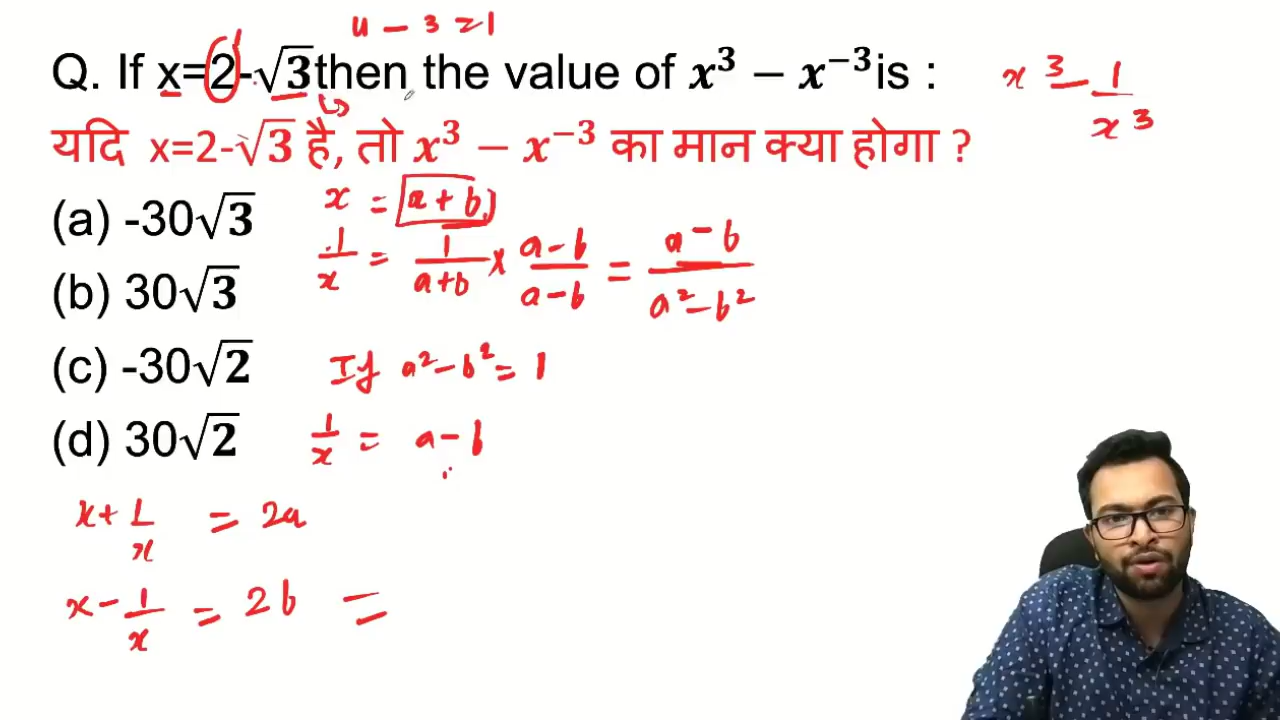 u - 3 = 1
Q. If x=2-√3 then the value of x³ − x⁻³ is :
x³ - 1/x³
यदि x=2-√3 है, तो x³ − x⁻³ का मान क्या होगा ?
(a) -30√3
x = a + b
1/x = 1/(a+b) × (a-b)/(a-b) = (a-b)/(a²-b²)
(b) 30√3
(c) -30√2
If a²-b² = 1
(d) 30√2
1/x = a-b
x + 1/x = 2a
x - 1/x = 2b =